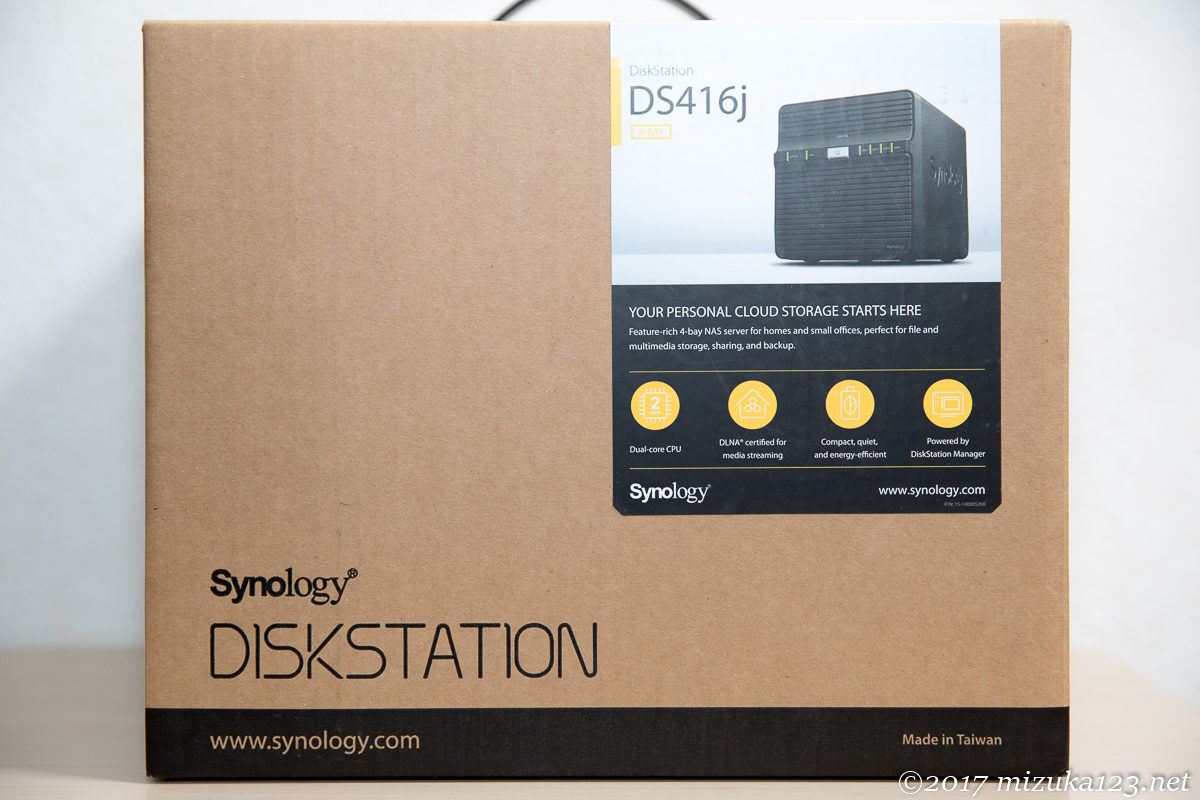 DiskStation
DS416j
4-BAY
Synology
Synology
YOUR PERSONAL CLOUD STORAGE STARTS HERE
Feature-rich 4-bay NAS server for homes and small offices, perfect for file and
multimedia storage, sharing, and backup.
2
Dual-core CPU
DLNA® certified for
media streaming
Compact, quiet,
and energy-efficient
Powered by
DiskStation Manager
Synology®
www.synology.com
Synology®
DISKSTATION
www.synology.com
Made in Taiwan
©2017 mizuka123.net